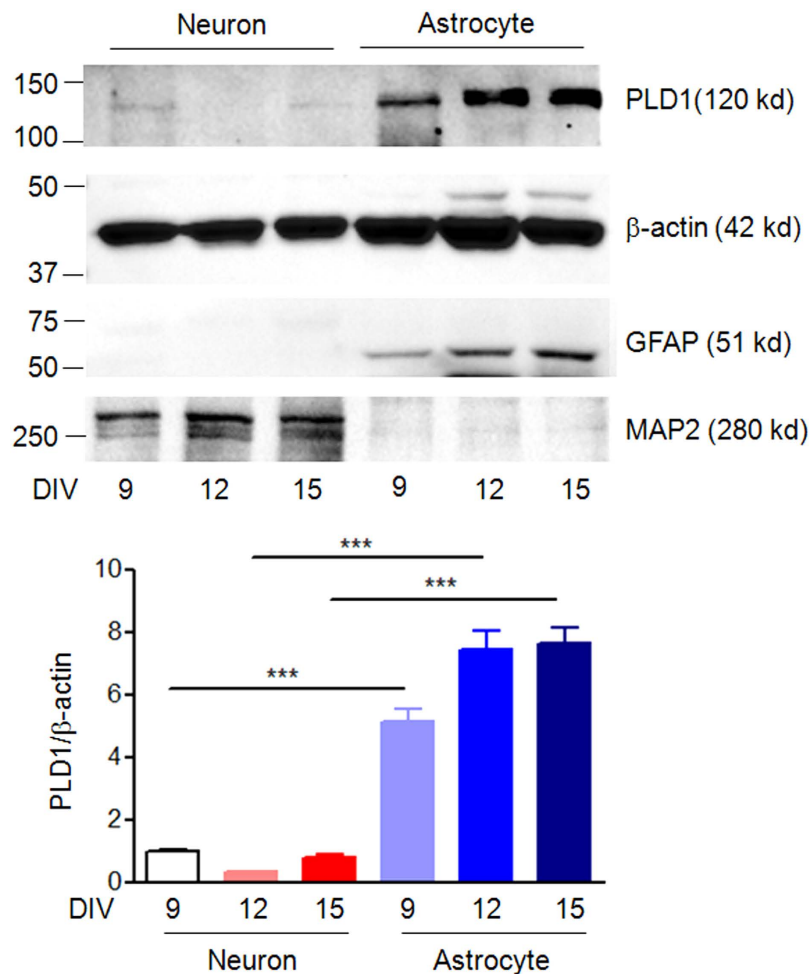 Neuron Astrocyte
150
100
PLD1(120 kd)
50
37
β-actin (42 kd)
75
50
GFAP (51 kd)
250
MAP2 (280 kd)
DIV 9 12 15 9 12 15
PLD1/β-actin
10
8
6
4
2
0
***
***
***
DIV 9 12 15 9 12 15
Neuron Astrocyte